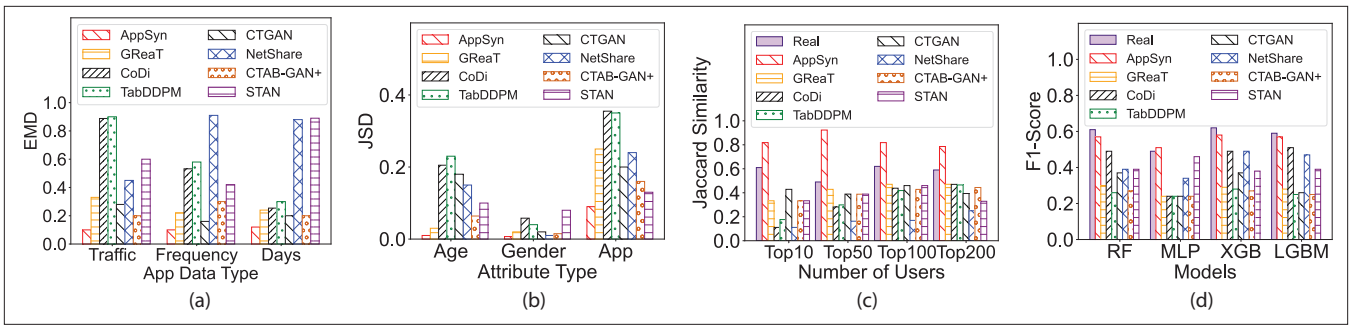 AppSyn
GReaT
CoDi
TabDDPM
CTGAN
NetShare
CTAB-GAN+
STAN
EMD
1.0
0.8
0.6
0.4
0.2
0.0
Traffic Frequency Days
App Data Type
(a)
AppSyn
GReaT
CoDi
TabDDPM
CTGAN
NetShare
CTAB-GAN+
STAN
JSD
0.4
0.2
0.0
Age Gender App
Attribute Type
(b)
Real
AppSyn
GReaT
CoDi
TabDDPM
CTGAN
NetShare
CTAB-GAN+
STAN
Jaccard Similarity
1.0
0.8
0.6
0.4
0.2
0.0
Top10 Top50 Top100 Top200
Number of Users
(c)
Real
AppSyn
GReaT
CoDi
TabDDPM
CTGAN
NetShare
CTAB-GAN+
STAN
F1-Score
1.0
0.8
0.6
0.4
0.2
0.0
RF MLP XGB LGBM
Models
(d)